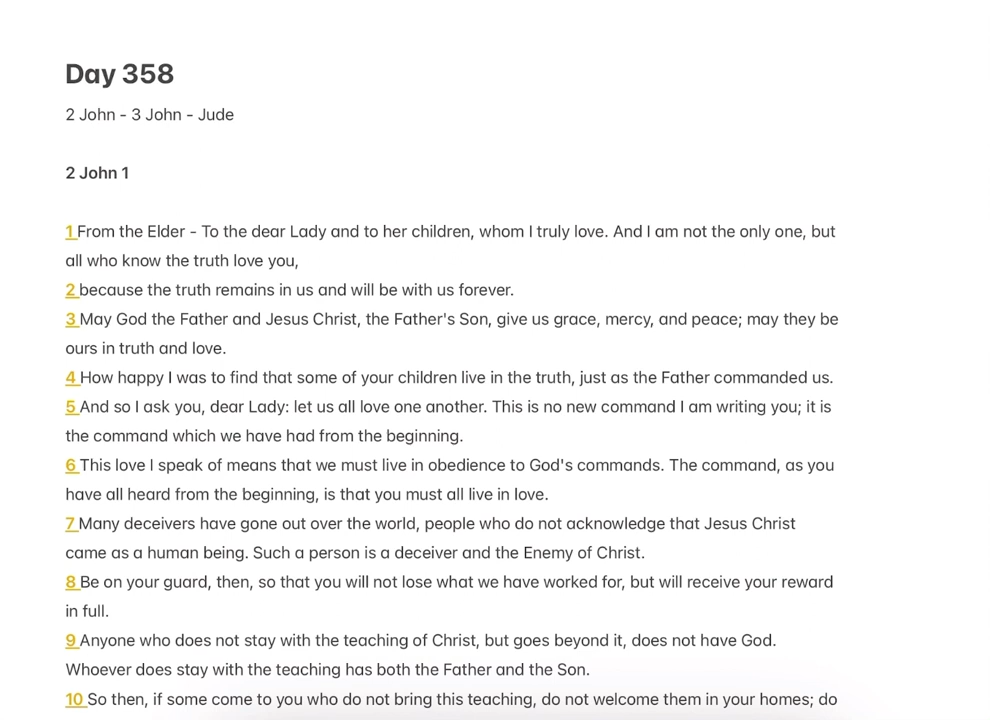 Day 358
2 John - 3 John - Jude
2 John 1
1 From the Elder - To the dear Lady and to her children, whom I truly love. And I am not the only one, but
all who know the truth love you,
2 because the truth remains in us and will be with us forever.
3 May God the Father and Jesus Christ, the Father's Son, give us grace, mercy, and peace; may they be
ours in truth and love.
4 How happy I was to find that some of your children live in the truth, just as the Father commanded us.
5 And so I ask you, dear Lady: let us all love one another. This is no new command I am writing you; it is
the command which we have had from the beginning.
6 This love I speak of means that we must live in obedience to God's commands. The command, as you
have all heard from the beginning, is that you must all live in love.
7 Many deceivers have gone out over the world, people who do not acknowledge that Jesus Christ
came as a human being. Such a person is a deceiver and the Enemy of Christ.
8 Be on your guard, then, so that you will not lose what we have worked for, but will receive your reward
in full.
9 Anyone who does not stay with the teaching of Christ, but goes beyond it, does not have God.
Whoever does stay with the teaching has both the Father and the Son.
10 So then, if some come to you who do not bring this teaching, do not welcome them in your homes; do